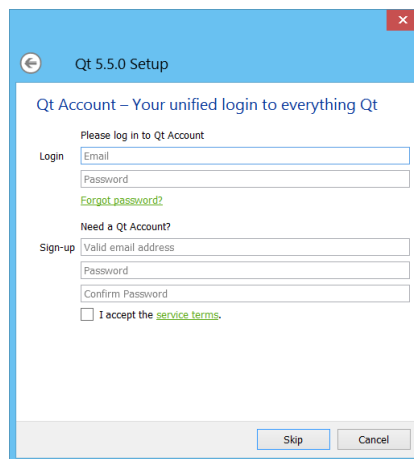 Qt 5.5.0 Setup
Qt Account – Your unified login to everything Qt
Please log in to Qt Account
Login Email
Password
Forgot password?
Need a Qt Account?
Sign-up Valid email address
Password
Confirm Password
I accept the service terms.
Skip Cancel